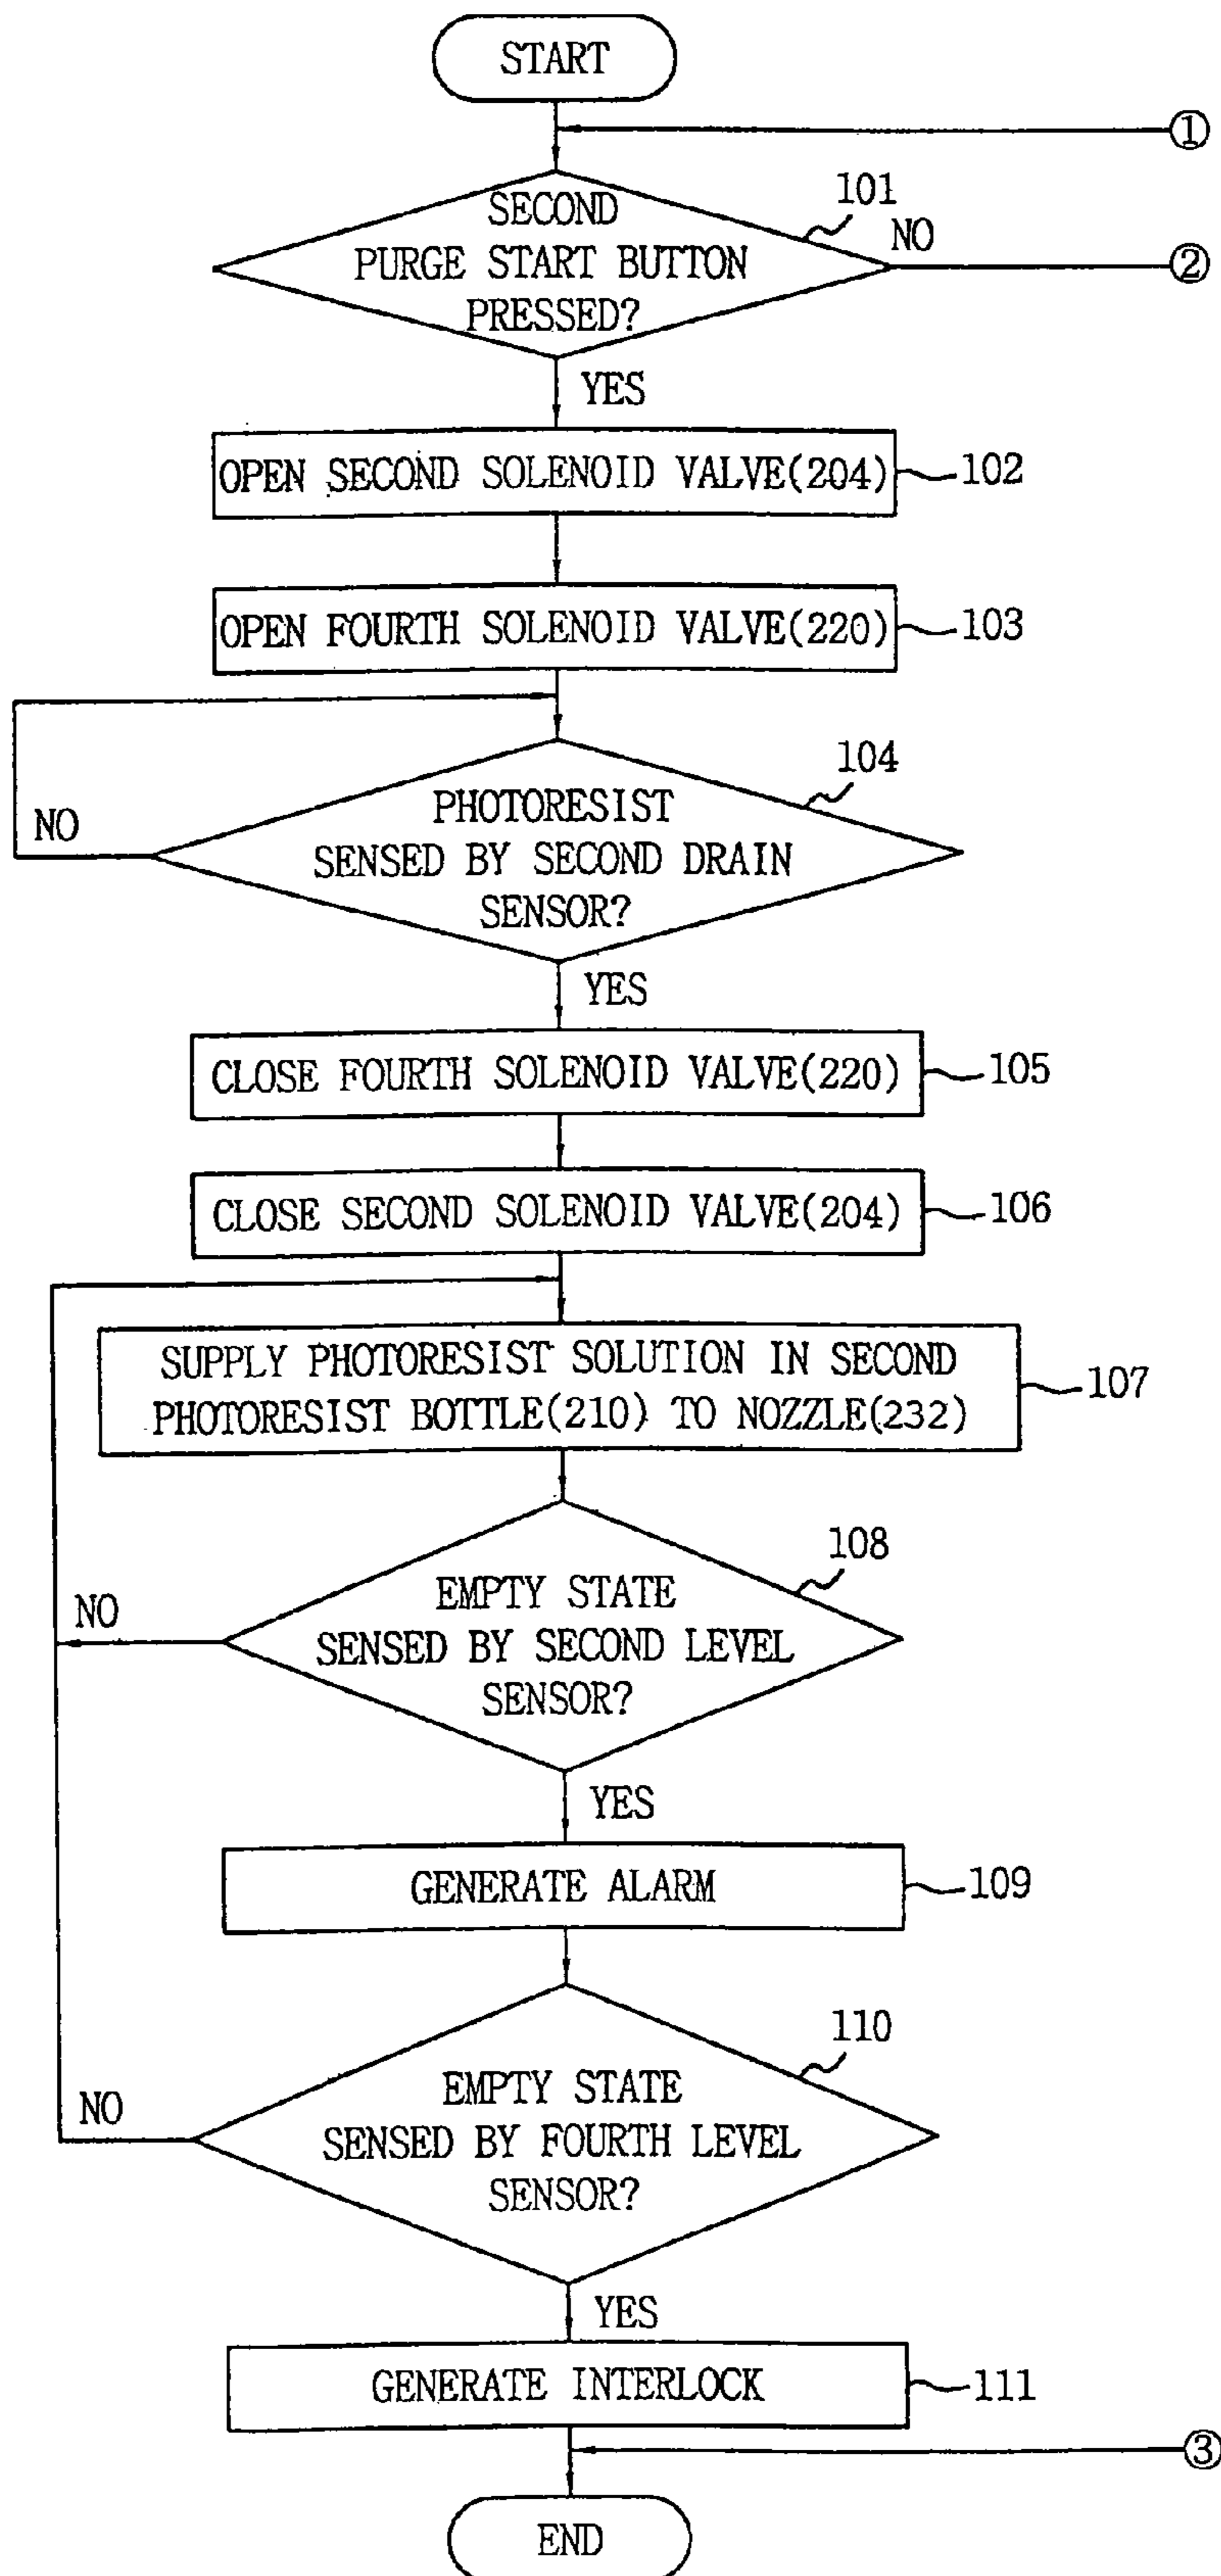 START
①
101
SECOND
PURGE START BUTTON
PRESSED?
NO
②
YES
OPEN SECOND SOLENOID VALVE(204)
102
OPEN FOURTH SOLENOID VALVE(220)
103
104
PHOTORESIST
SENSED BY SECOND DRAIN
SENSOR?
NO
YES
CLOSE FOURTH SOLENOID VALVE(220)
105
CLOSE SECOND SOLENOID VALVE(204)
106
SUPPLY PHOTORESIST SOLUTION IN SECOND
PHOTORESIST BOTTLE(210) TO NOZZLE(232)
107
108
EMPTY STATE
SENSED BY SECOND LEVEL
SENSOR?
NO
YES
GENERATE ALARM
109
110
EMPTY STATE
SENSED BY FOURTH LEVEL
SENSOR?
NO
YES
GENERATE INTERLOCK
111
③
END